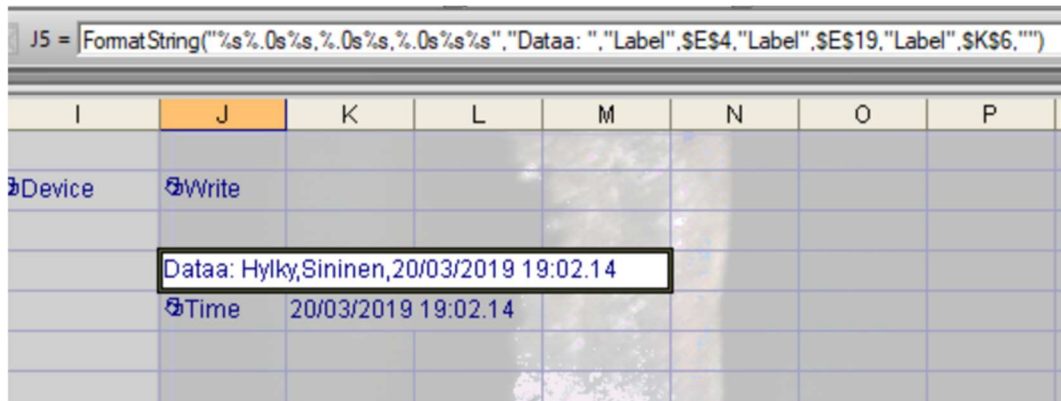 J5 = FormatString("%s%.0s%s,%.0s%s,%.0s%s%s","Dataa: ","Label",$E$4,"Label",$E$19,"Label",$K$6,"")
I J K L M N O P
Device Write
Dataa: Hylky,Sininen,20/03/2019 19:02.14
Time 20/03/2019 19:02.14